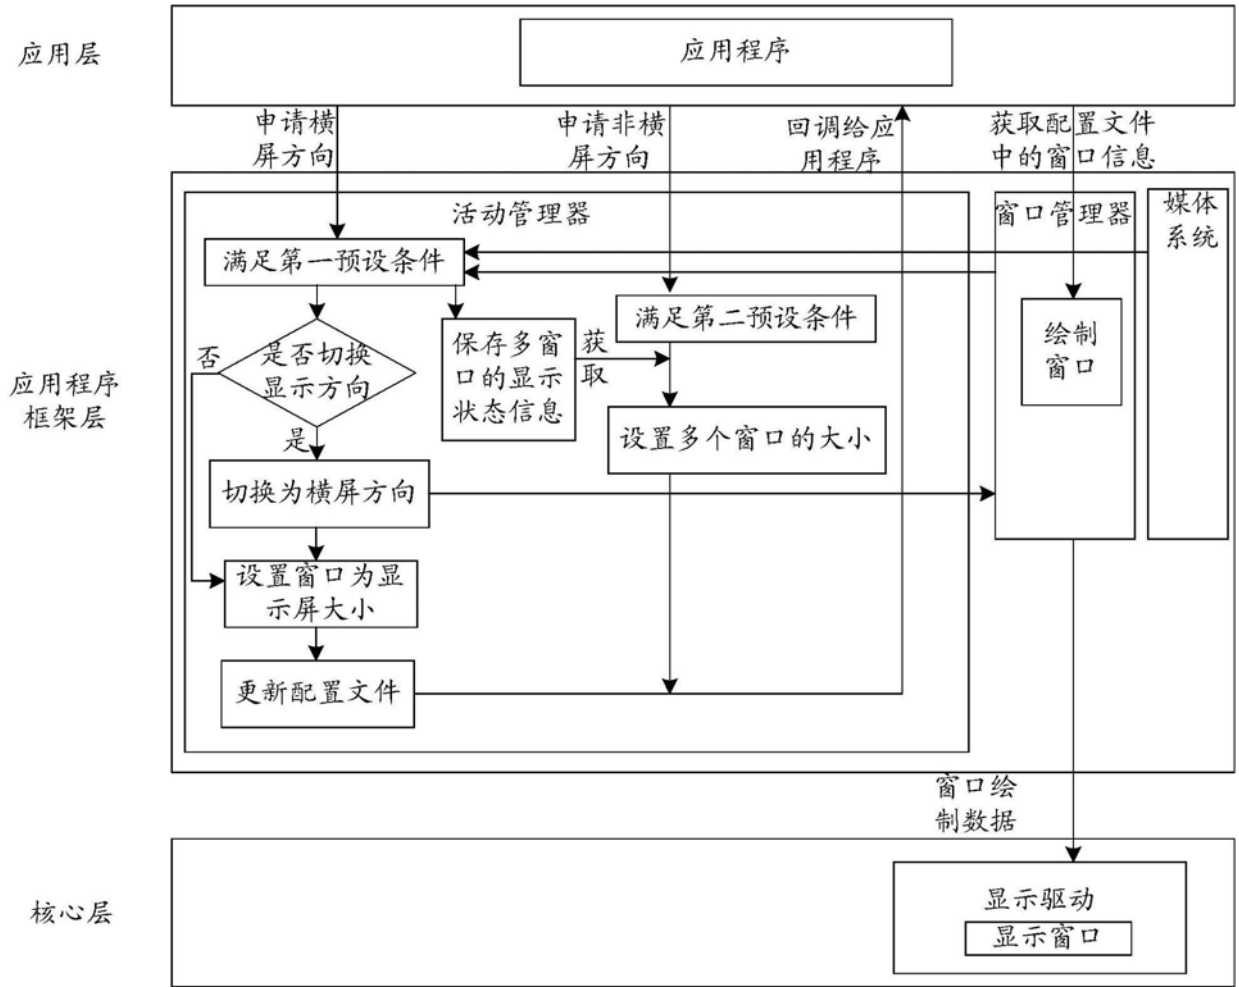 应用层
应用程序
申请横
屏方向
申请非横
屏方向
回调给应
用程序
获取配置文件
中的窗口信息
应用程序
框架层
活动管理器
窗口管理器
媒体
系统
满足第一预设条件
满足第二预设条件
绘制
窗口
否
是否切换
显示方向
是
保存多窗
口的显示
状态信息
获
取
设置多个窗口的大小
切换为横屏方向
设置窗口为显
示屏大小
更新配置文件
窗口绘
制数据
核心层
显示驱动
显示窗口